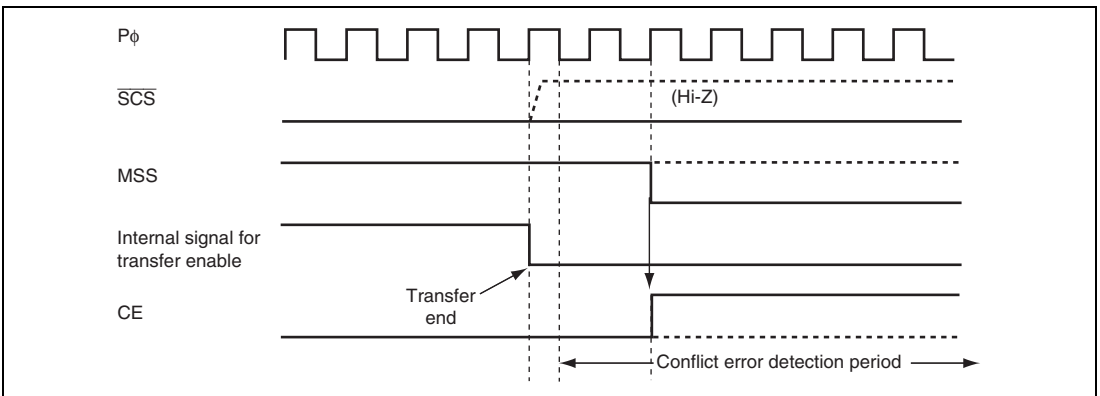 Pϕ
SCS
(Hi-Z)
MSS
Internal signal for
transfer enable
Transfer
end
CE
Conflict error detection period